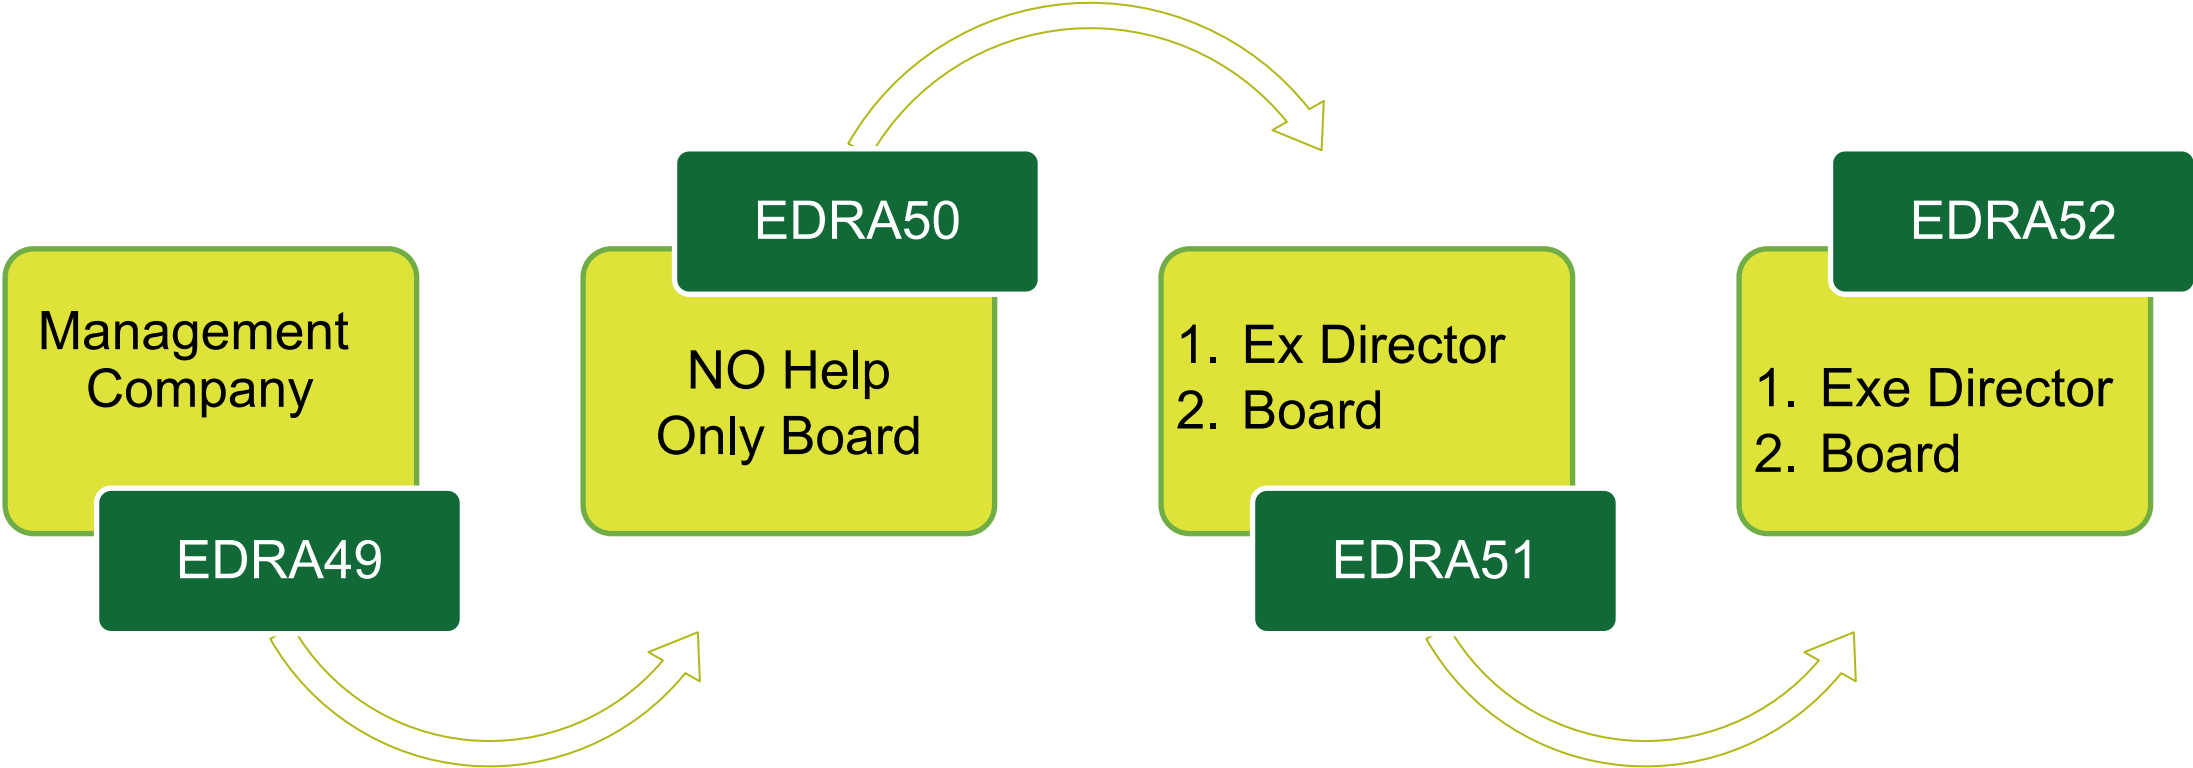 Management
Company
EDRA49
EDRA50
NO Help
Only Board
1. Ex Director
2. Board
EDRA51
EDRA52
1. Exe Director
2. Board